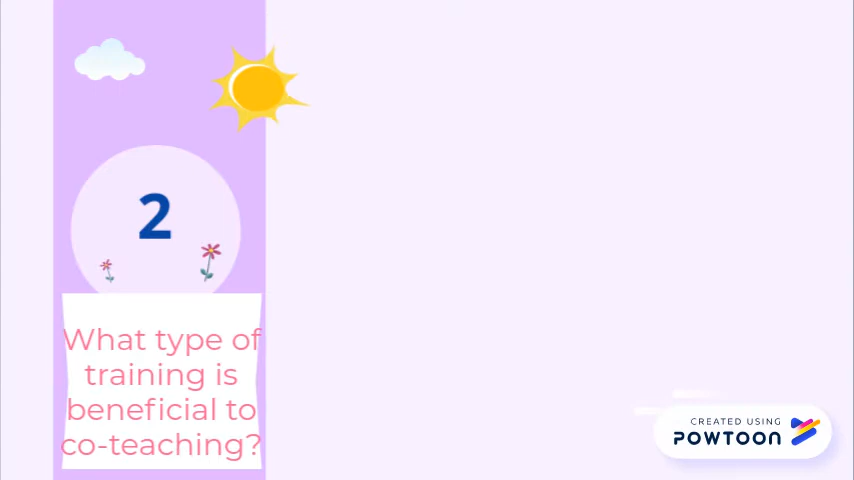 2
What type of
training is
beneficial to
co-teaching?
CREATED USING
POWTOON